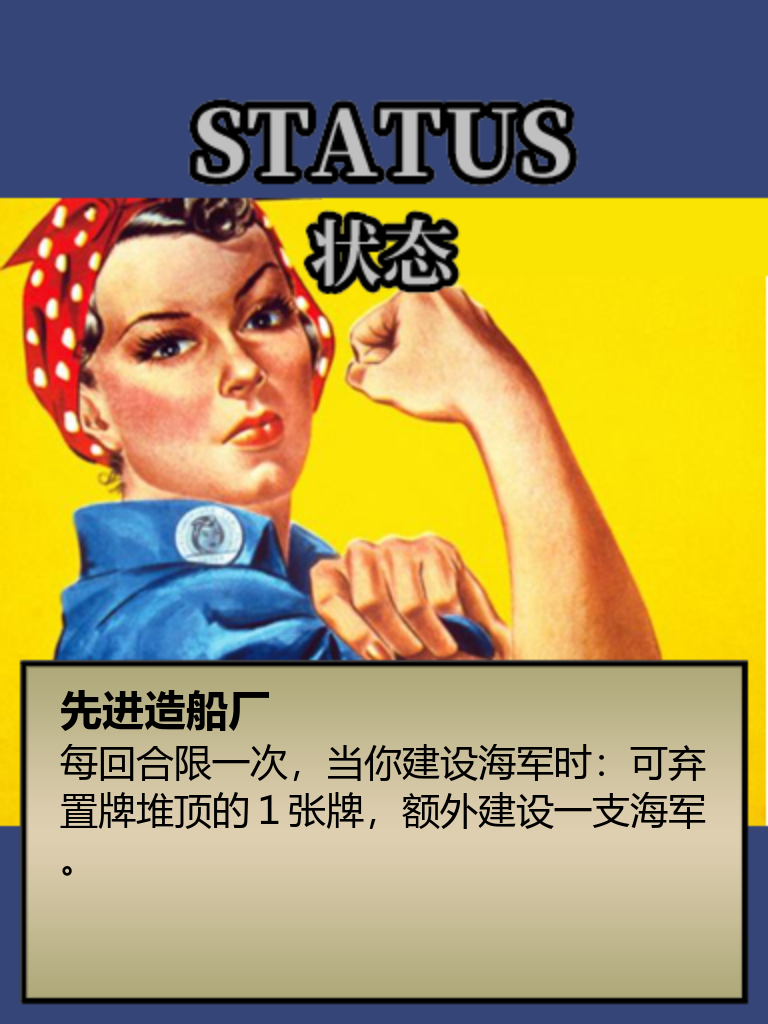 STATUS
状态
先进造船厂
每回合限一次，当你建设海军时：可弃
置牌堆顶的1张牌，额外建设一支海军
。